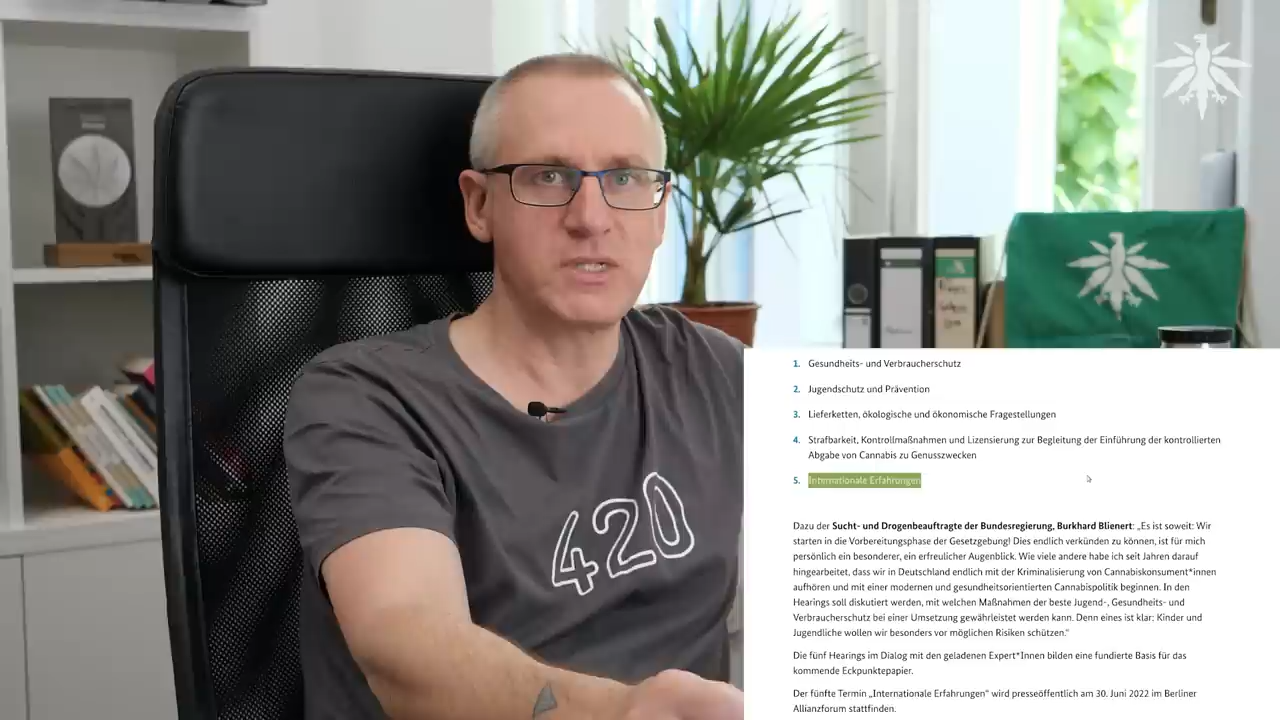 420
1. Gesundheits- und Verbraucherschutz
2. Jugendschutz und Prävention
3. Lieferketten, ökologische und ökonomische Fragestellungen
4. Strafbarkeit, Kontrollmaßnahmen und Lizensierung zur Begleitung der Einführung der kontrollierten
Abgabe von Cannabis zu Genusszwecken
5. Internationale Erfahrungen
Dazu der Sucht- und Drogenbeauftragte der Bundesregierung, Burkhard Blienert: „Es ist soweit: Wir
starten in die Vorbereitungsphase der Gesetzgebung! Dies endlich verkünden zu können, ist für mich
persönlich ein besonderer, ein erfreulicher Augenblick. Wie viele andere habe ich seit Jahren darauf
hingearbeitet, dass wir in Deutschland endlich mit der Kriminalisierung von Cannabiskonsument*innen
aufhören und mit einer modernen und gesundheitsorientierten Cannabispolitik beginnen. In den
Hearings soll diskutiert werden, mit welchen Maßnahmen der beste Jugend-, Gesundheits- und
Verbraucherschutz bei einer Umsetzung gewährleistet werden kann. Denn eines ist klar: Kinder und
Jugendliche wollen wir besonders vor möglichen Risiken schützen.“
Die fünf Hearings im Dialog mit den geladenen Expert*Innen bilden eine fundierte Basis für das
kommende Eckpunktepapier.
Der fünfte Termin „Internationale Erfahrungen“ wird presseöffentlich am 30. Juni 2022 im Berliner
Allianzforum stattfinden.